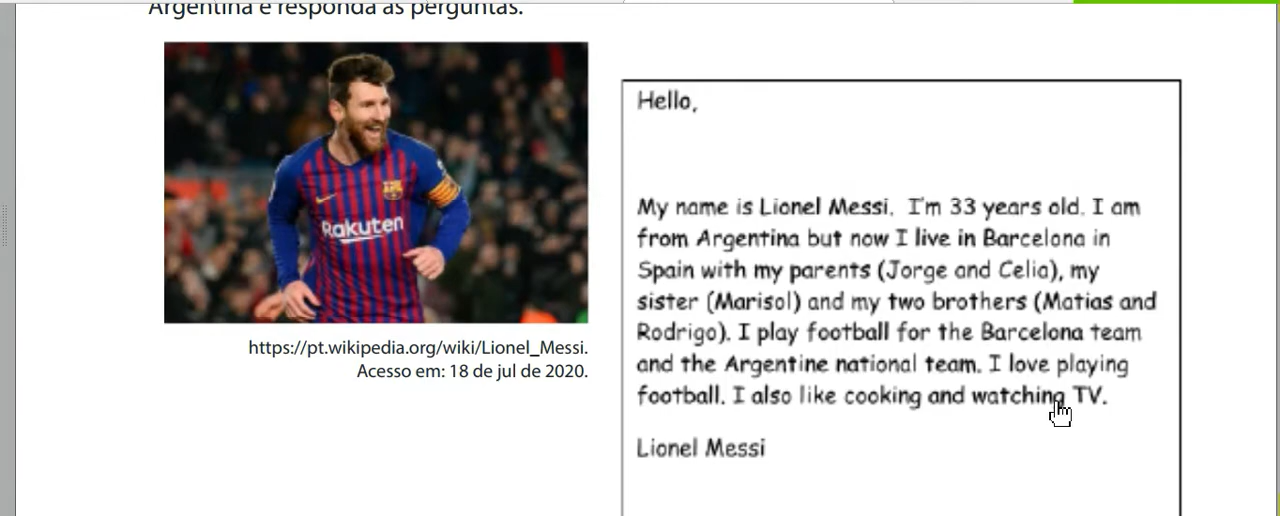 Argentina e responda as perguntas.
Rakuten
https://pt.wikipedia.org/wiki/Lionel_Messi.
Acesso em: 18 de jul de 2020.
Hello,
My name is Lionel Messi. I'm 33 years old. I am
from Argentina but now I live in Barcelona in
Spain with my parents (Jorge and Celia), my
sister (Marisol) and my two brothers (Matias and
Rodrigo). I play football for the Barcelona team
and the Argentine national team. I love playing
football. I also like cooking and watching TV.
Lionel Messi